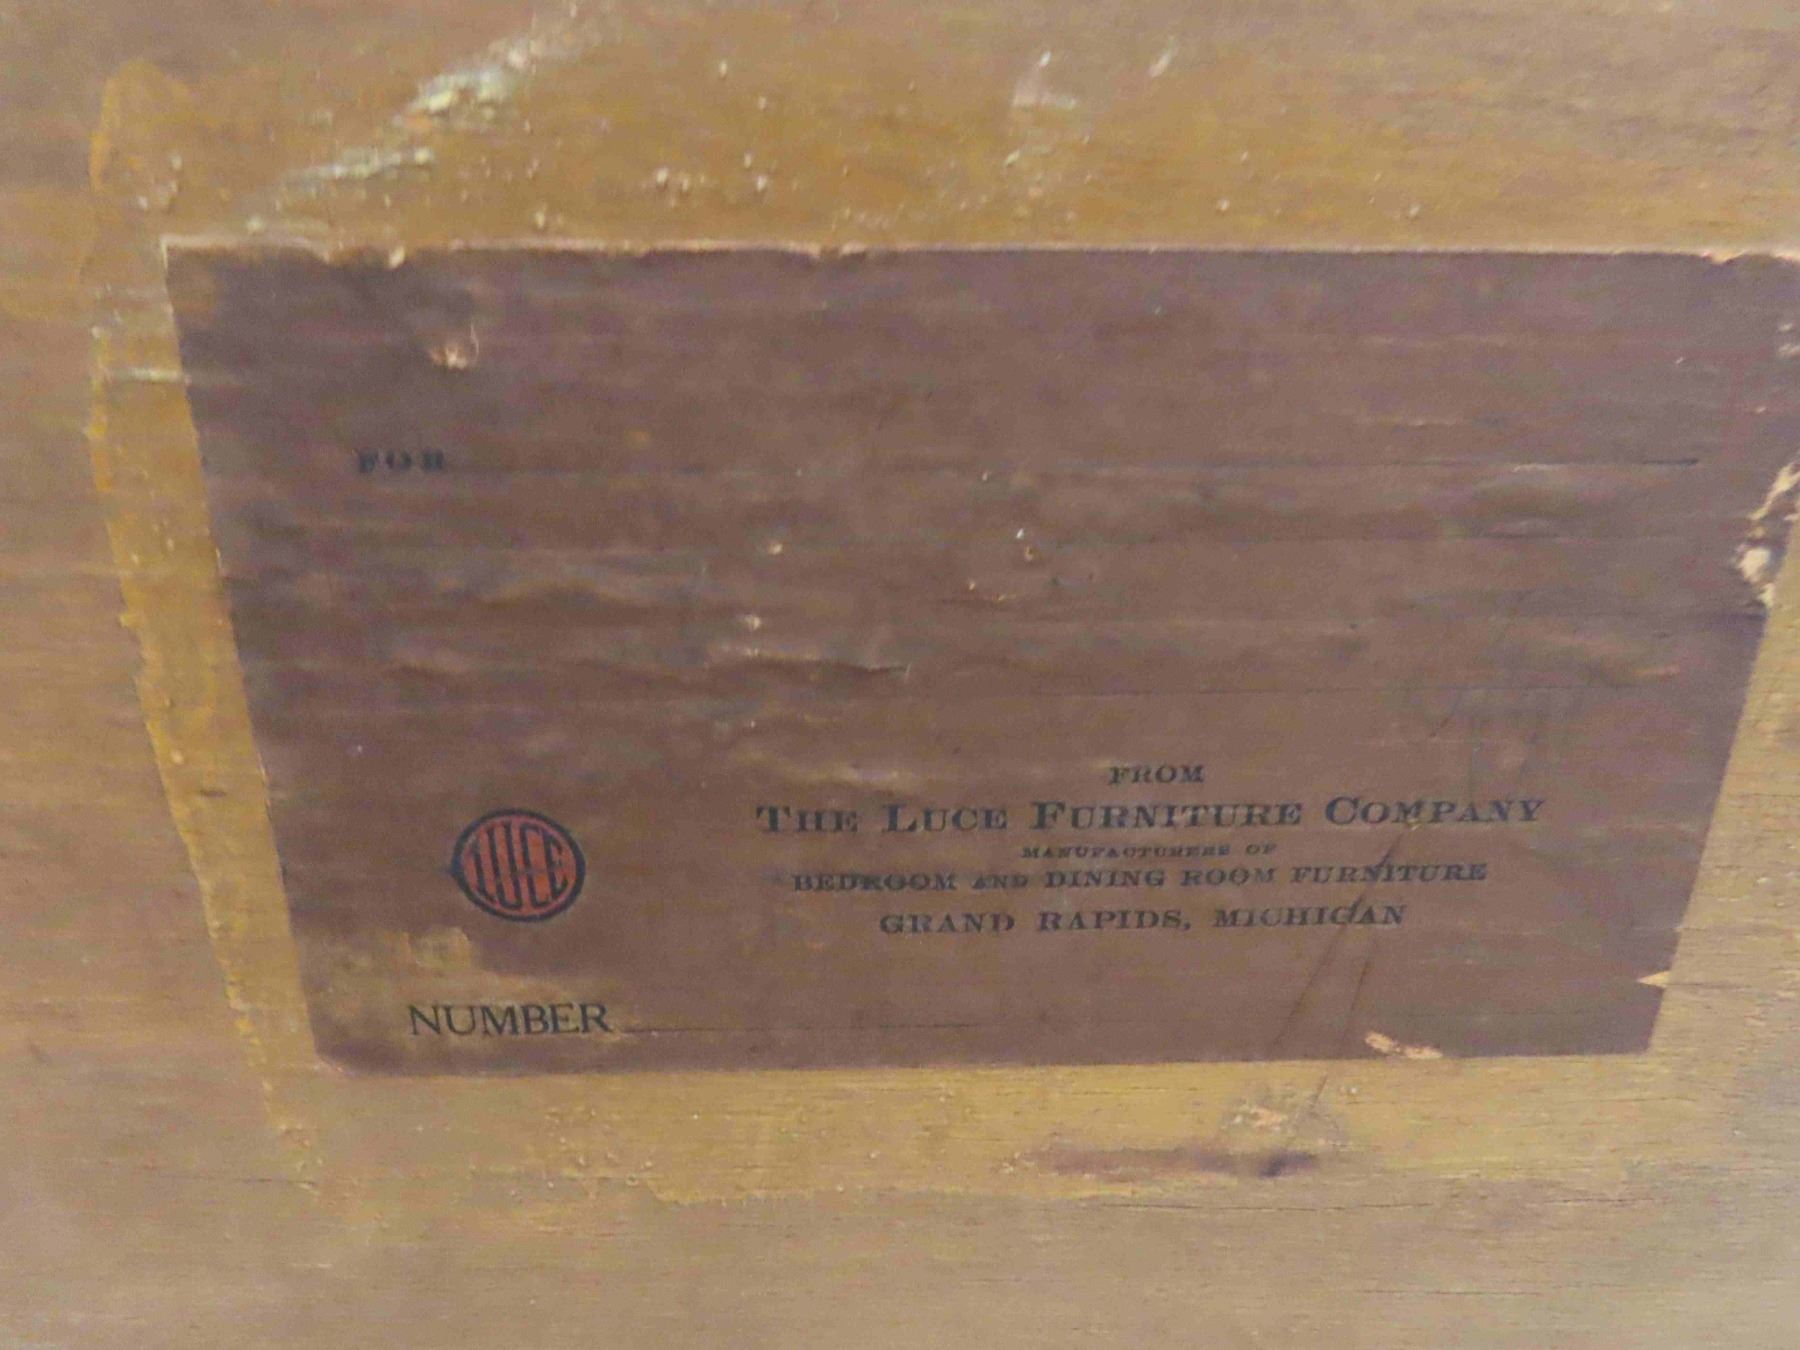 FOR
FROM
THE LUCE FURNITURE COMPANY
MANUFACTURERS OF
BEDROOM AND DINING ROOM FURNITURE
GRAND RAPIDS, MICHIGAN
LUCE
NUMBER